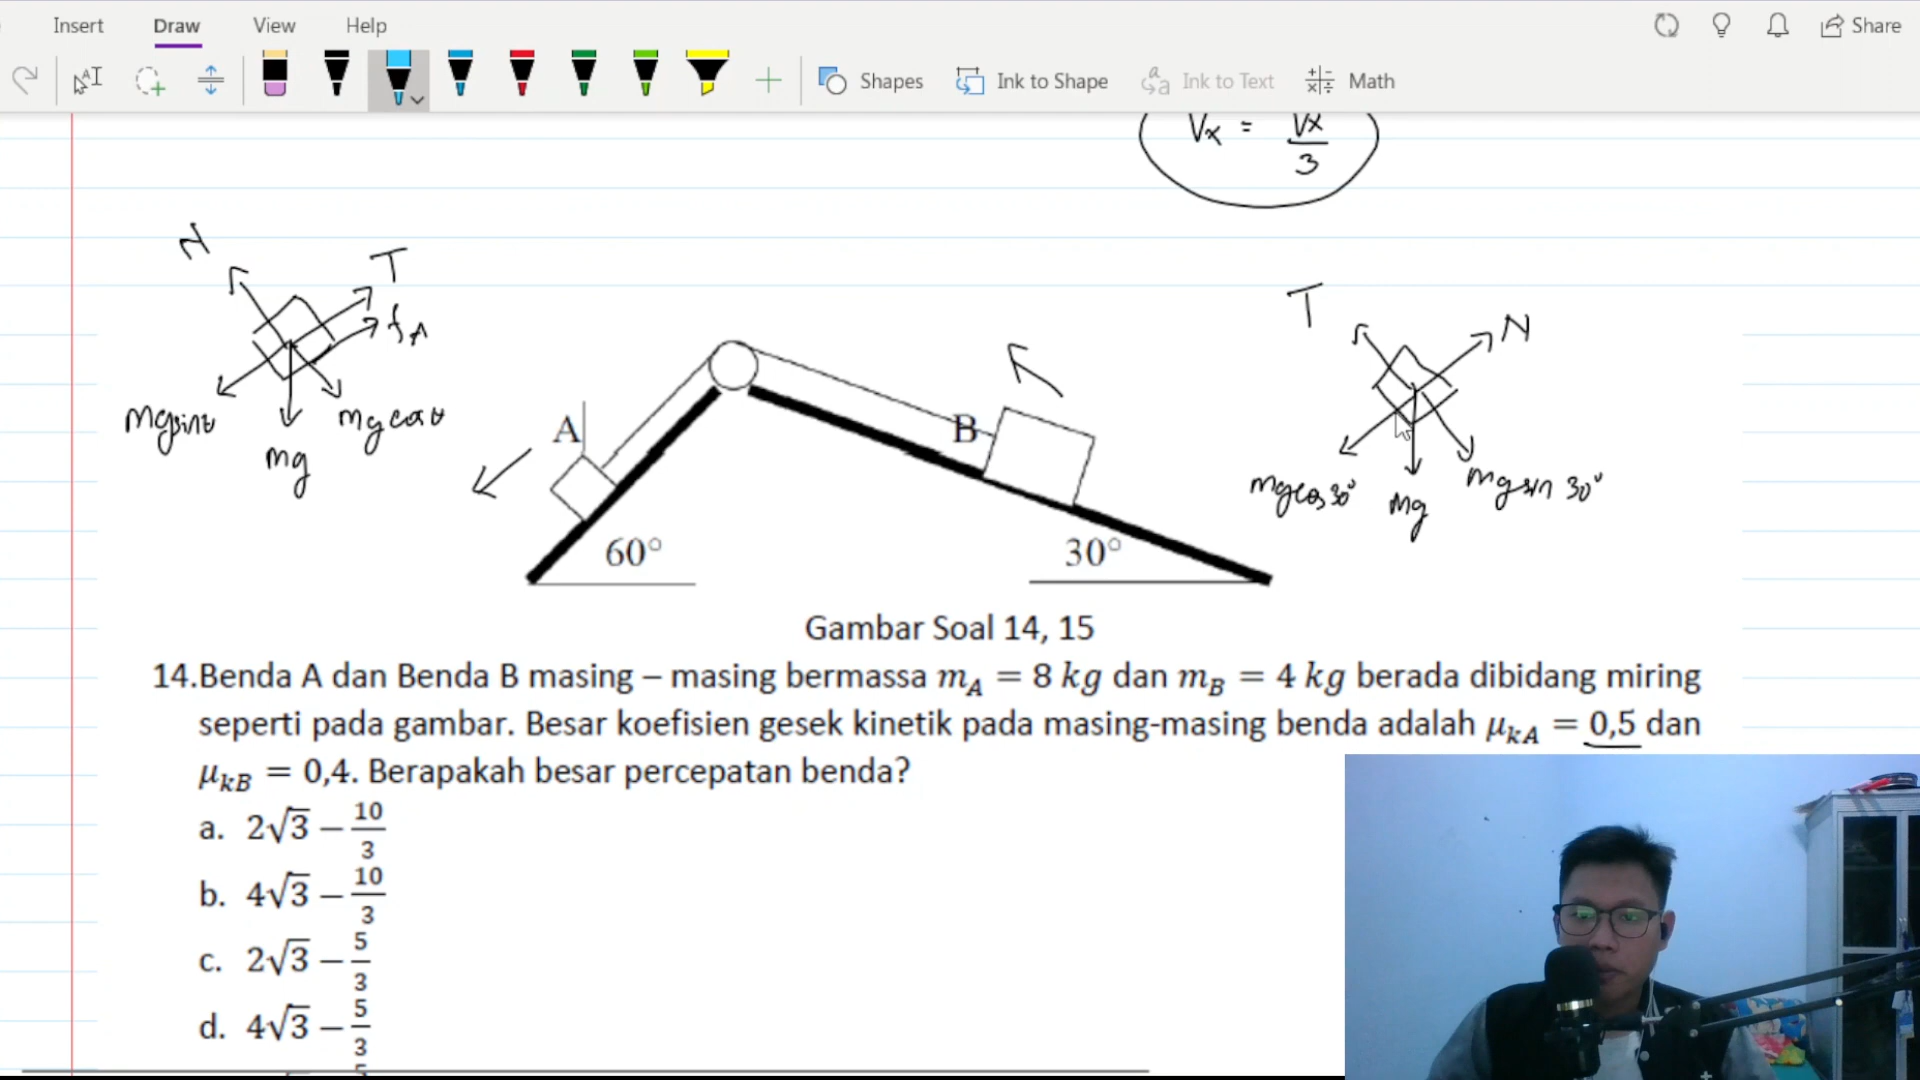 Insert Draw View Help Share
Shapes Ink to Shape Ink to Text Math
Vx = Vx/3
N
T
fA
mg sin θ
mg
mg cos θ
A
B
60°
30°
T
N
mg cos 30°
mg
mg sin 30°
Gambar Soal 14, 15
14.Benda A dan Benda B masing – masing bermassa m_A = 8 kg dan m_B = 4 kg berada dibidang miring
seperti pada gambar. Besar koefisien gesek kinetik pada masing-masing benda adalah μ_kA = 0,5 dan
μ_kB = 0,4. Berapakah besar percepatan benda?
a. 2√3 − 10/3
b. 4√3 − 10/3
c. 2√3 − 5/3
d. 4√3 − 5/3